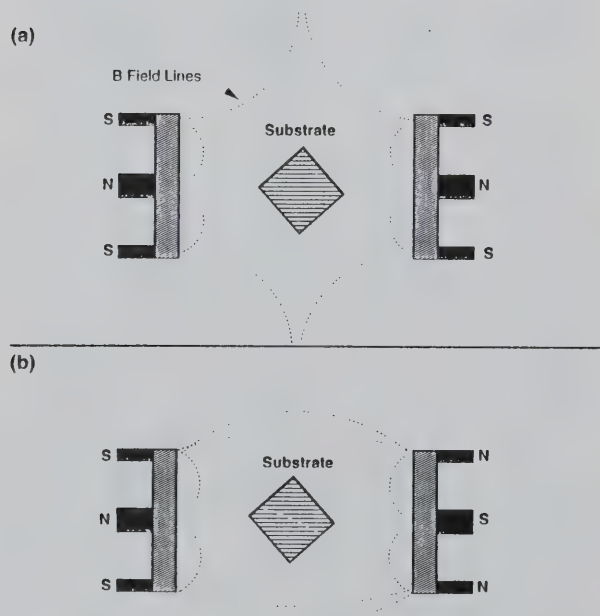 (a)
B Field Lines
S Substrate S
N N
S S
(b)
S Substrate N
N S
S N